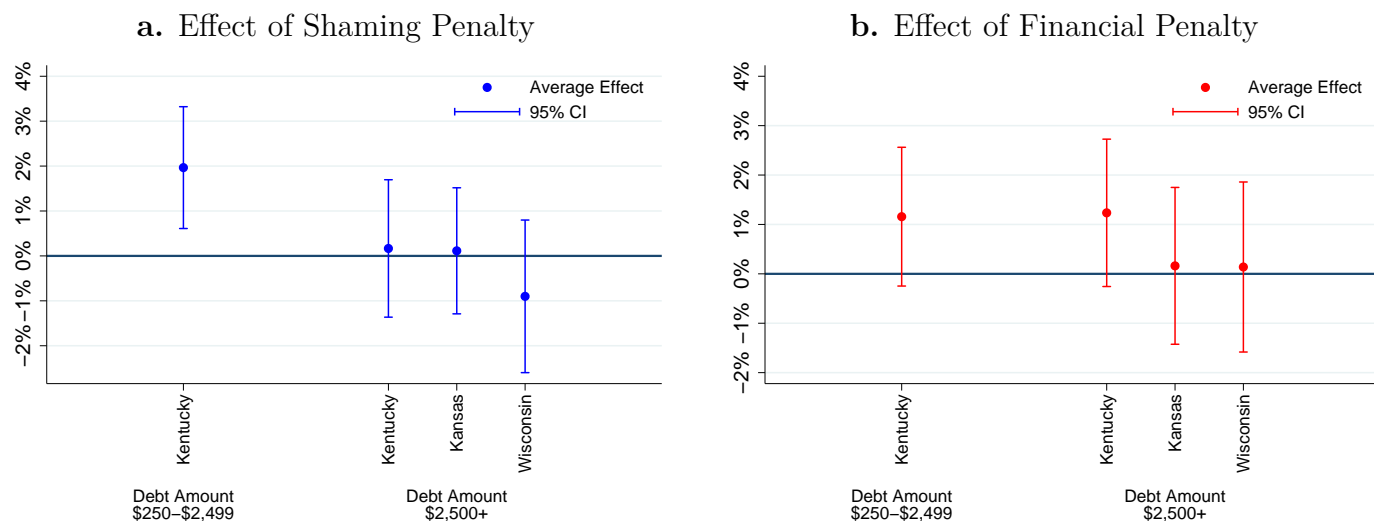 a. Effect of Shaming Penalty
4%
3%
2%
1%
0%
−1%
−2%
Average Effect
95% CI
Kentucky
Kentucky
Kansas
Wisconsin
Debt Amount
$250−$2,499
Debt Amount
$2,500+
b. Effect of Financial Penalty
4%
3%
2%
1%
0%
−1%
−2%
Average Effect
95% CI
Kentucky
Kentucky
Kansas
Wisconsin
Debt Amount
$250−$2,499
Debt Amount
$2,500+